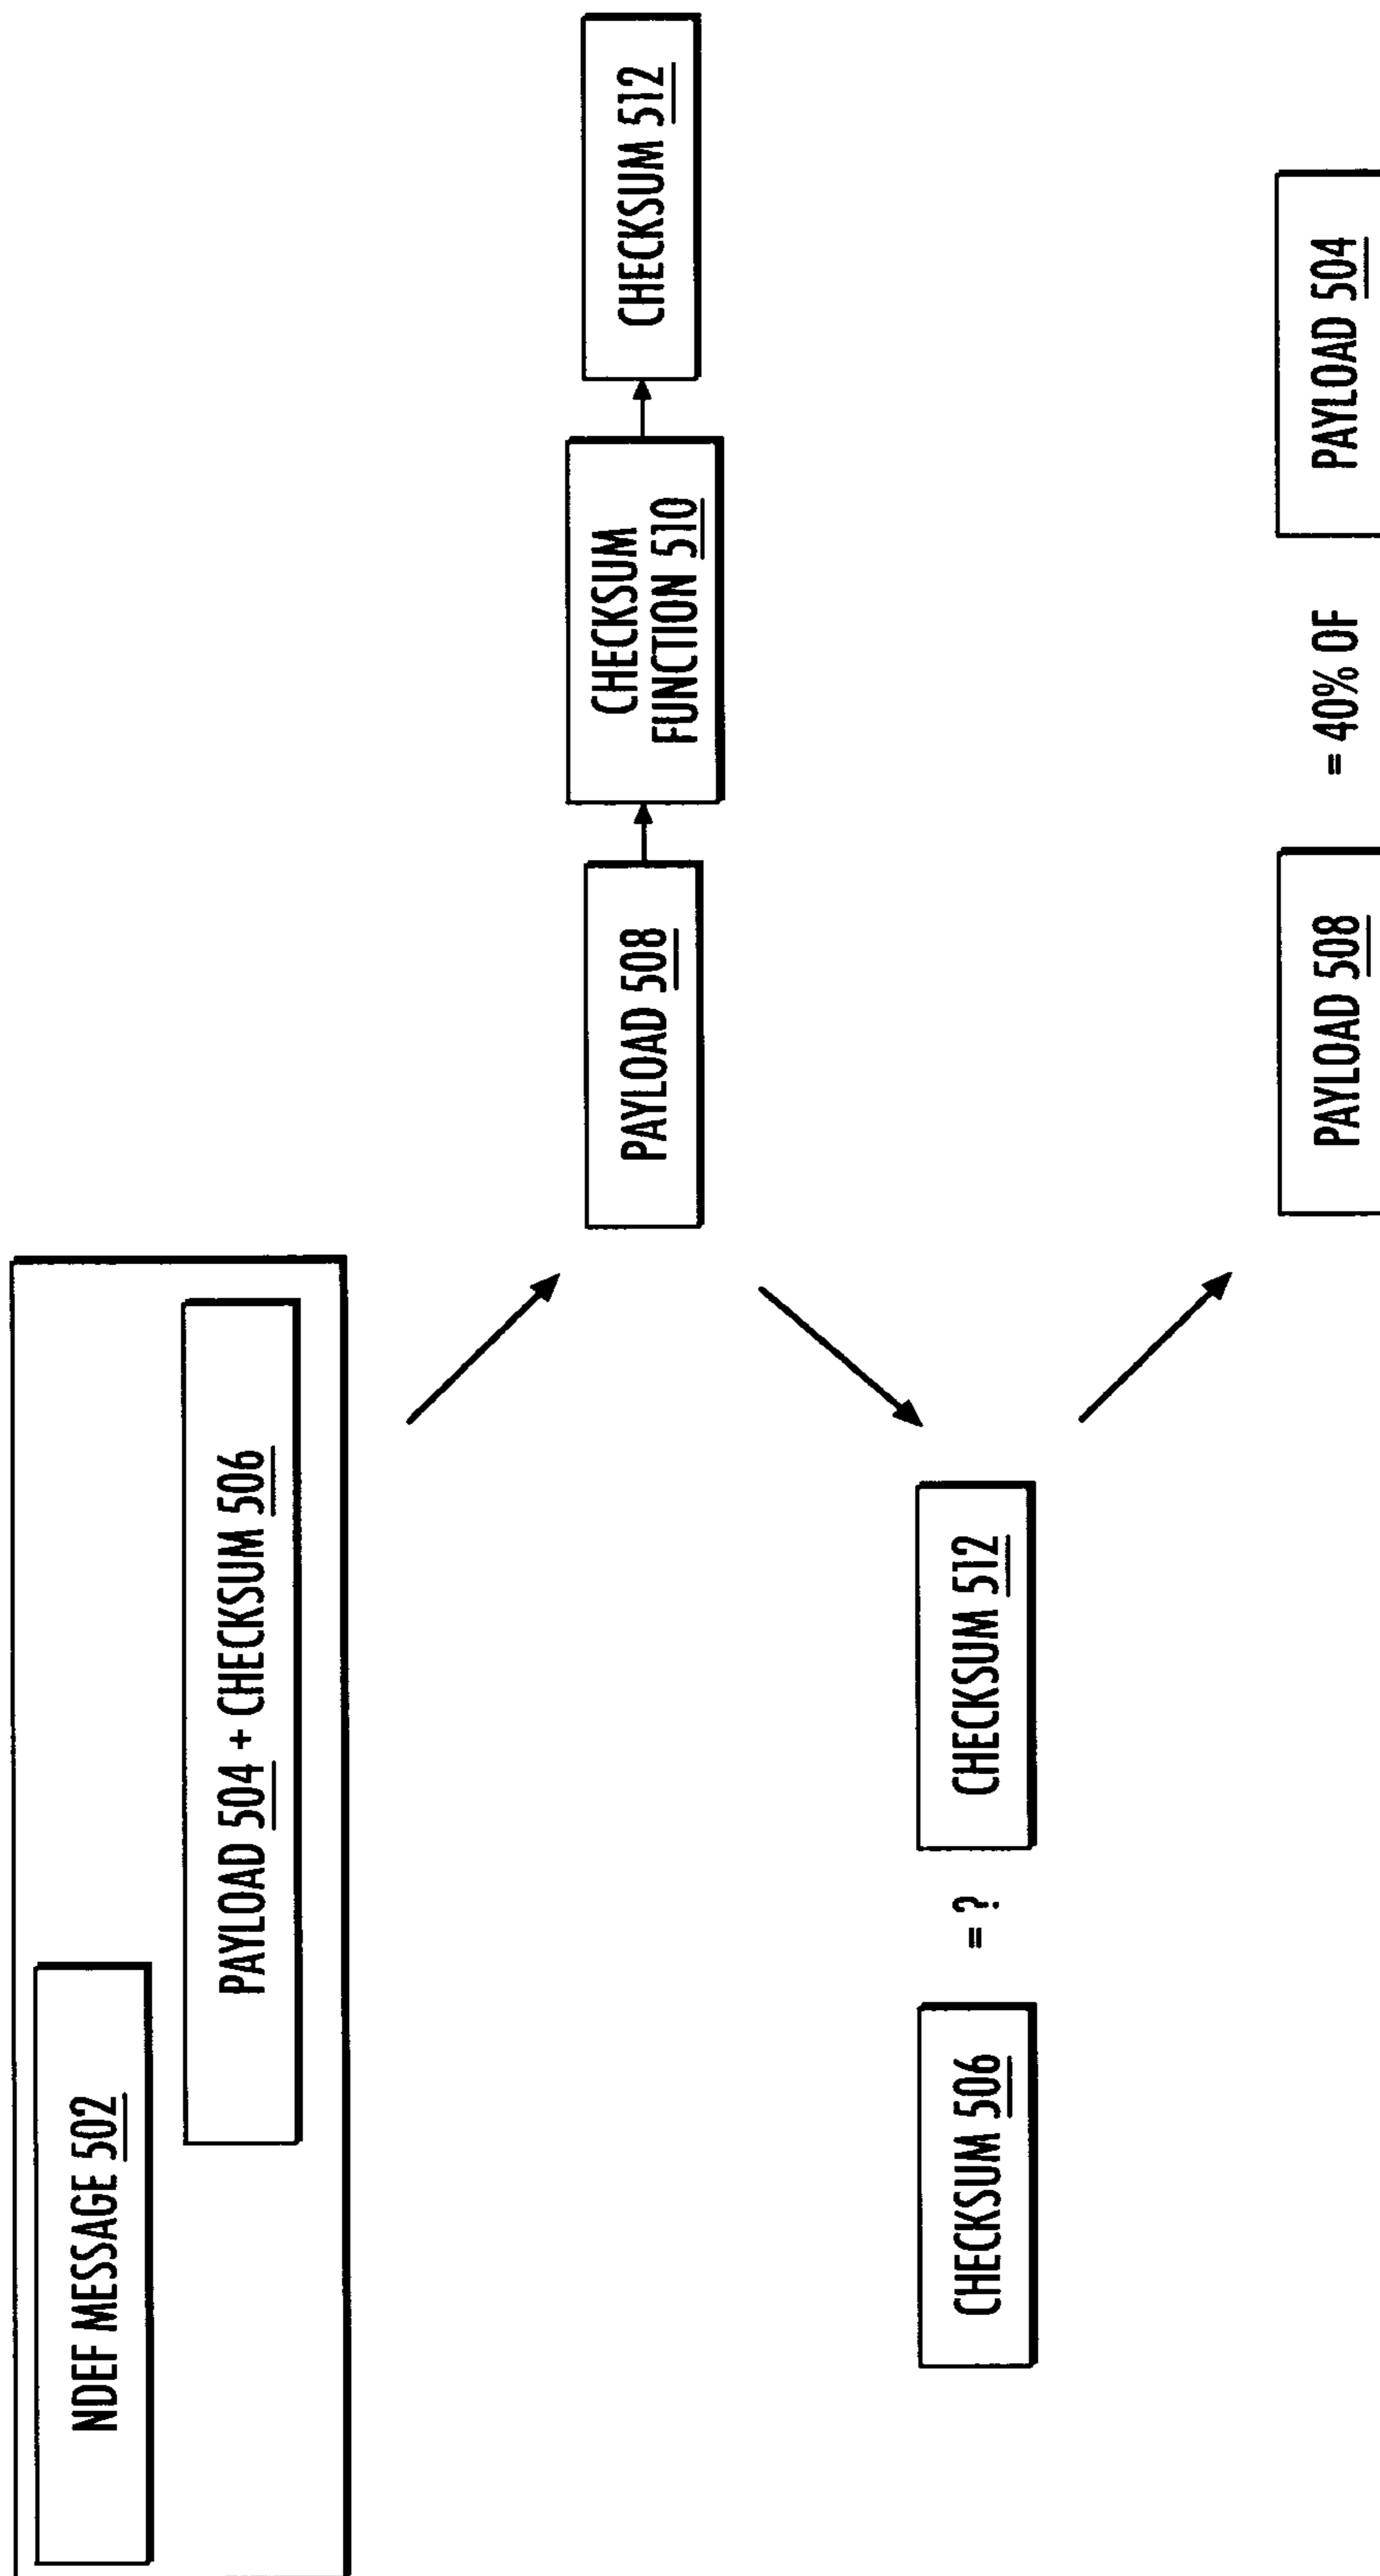 NDEF MESSAGE 502
PAYLOAD 504 + CHECKSUM 506
PAYLOAD 508
CHECKSUM
FUNCTION 510
CHECKSUM 512
CHECKSUM 506
= ?
CHECKSUM 512
PAYLOAD 508
= 40% OF
PAYLOAD 504